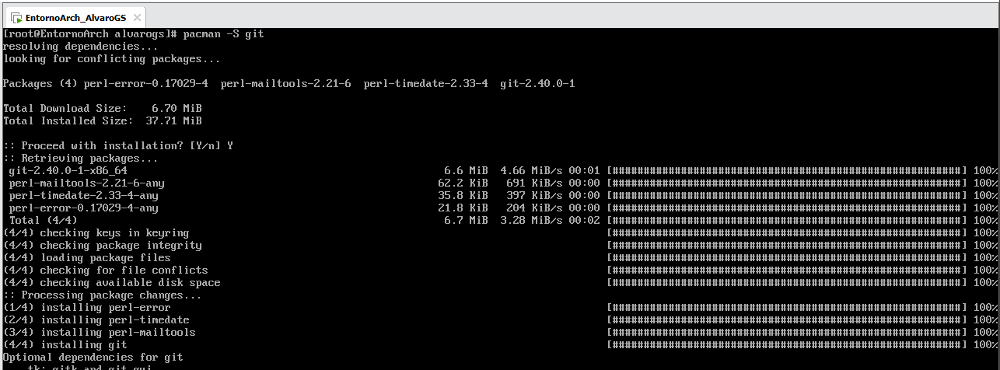 EntornoArch_AlvaroGS
[root@EntornoArch alvarogs]# pacman -S git
resolving dependencies...
looking for conflicting packages...
Packages (4) perl-error-0.17029-4  perl-mailtools-2.21-6  perl-timedate-2.33-4  git-2.40.0-1
Total Download Size:    6.70 MiB
Total Installed Size:  37.71 MiB
:: Proceed with installation? [Y/n] Y
:: Retrieving packages...
git-2.40.0-1-x86_64 6.6 MiB 4.66 MiB/s 00:01 [########################################################] 100%
perl-mailtools-2.21-6-any 62.2 KiB 691 KiB/s 00:00 [########################################################] 100%
perl-timedate-2.33-4-any 35.8 KiB 397 KiB/s 00:00 [########################################################] 100%
perl-error-0.17029-4-any 21.8 KiB 204 KiB/s 00:00 [########################################################] 100%
Total (4/4) 6.7 MiB 3.28 MiB/s 00:02 [########################################################] 100%
(4/4) checking keys in keyring [########################################################] 100%
(4/4) checking package integrity [########################################################] 100%
(4/4) loading package files [########################################################] 100%
(4/4) checking for file conflicts [########################################################] 100%
(4/4) checking available disk space [########################################################] 100%
:: Processing package changes...
(1/4) installing perl-error [########################################################] 100%
(2/4) installing perl-timedate [########################################################] 100%
(3/4) installing perl-mailtools [########################################################] 100%
(4/4) installing git [########################################################] 100%
Optional dependencies for git
tk: gitk and git gui